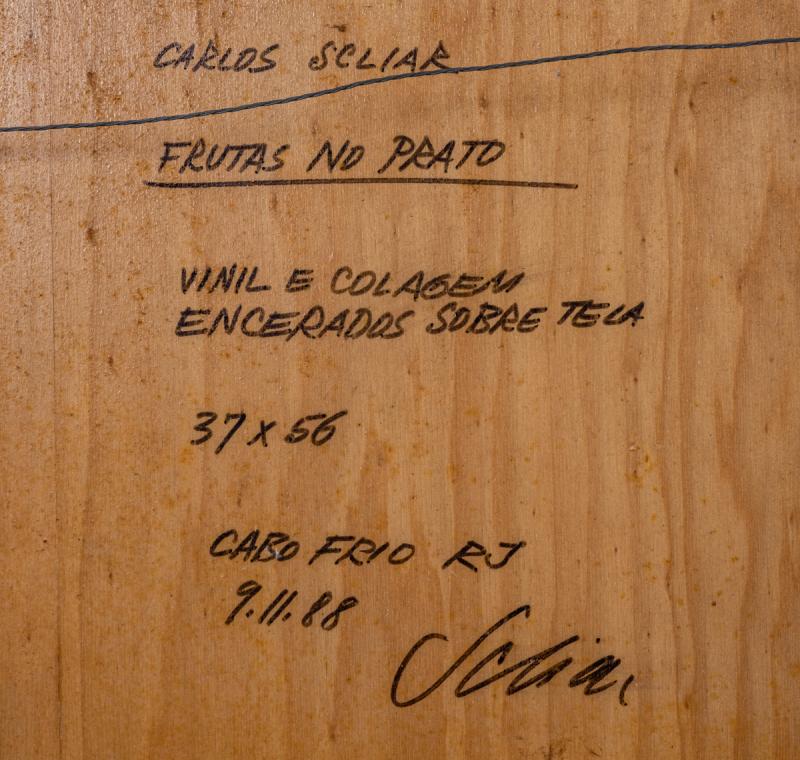 CARLOS SCLIAR
FRUTAS NO PRATO
VINIL E COLAGEM
ENCERADOS SOBRE TELA
37 x 56
CABO FRIO RJ
9.11.88
Scliar